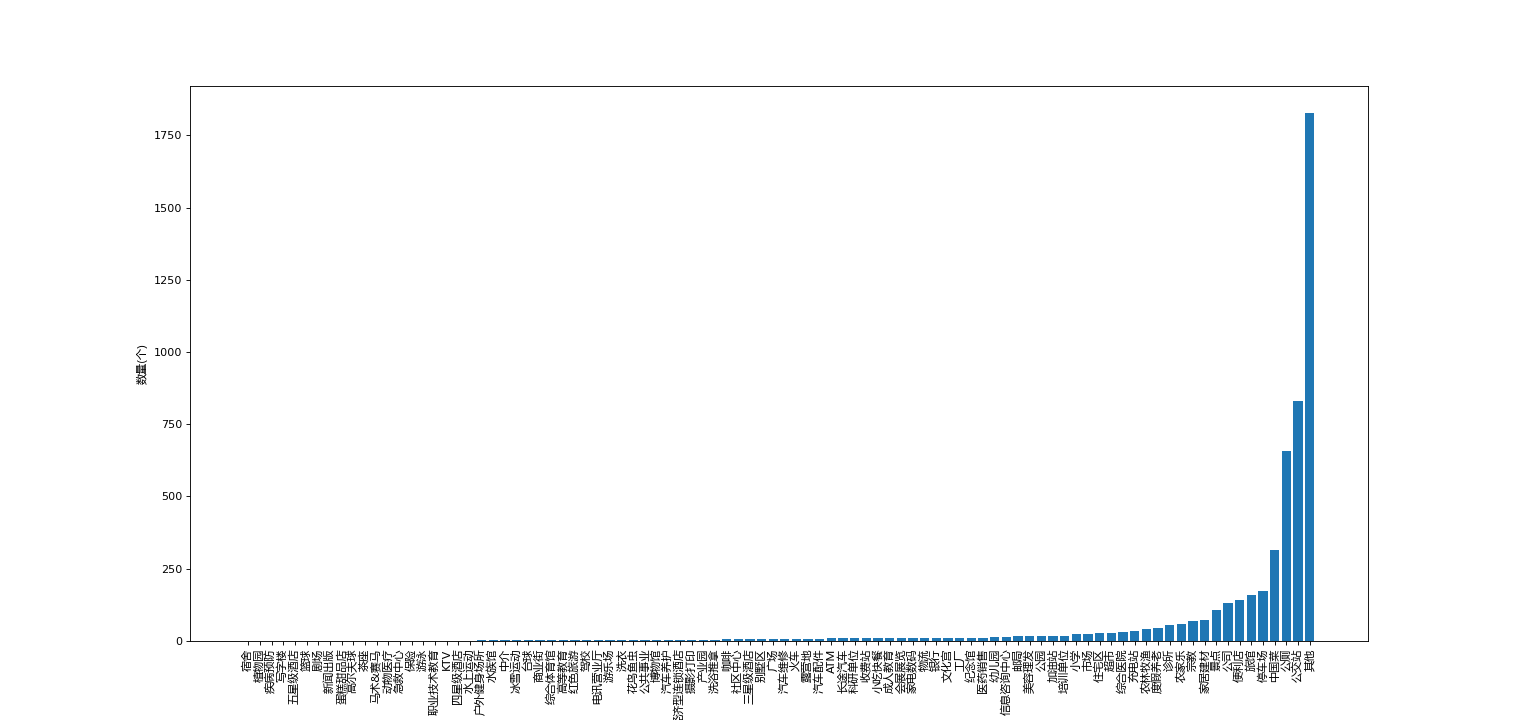 1750
1500
1250
1000
750
500
250
0
数量(个)
宿舍
植物园
疾病预防
写字楼
五星级酒店
篮球
剧场
新闻出版
蛋糕甜品店
高尔夫球
茶座
马术&赛马
动物医疗
急救中心
保险
游泳
职业技术教育
KTV
四星级酒店
水上运动
户外健身场所
水族馆
中介
冰雪运动
台球
商业街
综合体育馆
高等教育
红色旅游
驾校
电讯营业厅
游乐场
洗衣
花鸟鱼虫
公共事业
博物馆
汽车养护
济型连锁酒店
摄影打印
产业园
洗浴推拿
咖啡
社区中心
三星级酒店
别墅区
广场
汽车维修
火车
露营地
汽车配件
ATM
长途汽车
科研单位
收费站
小吃快餐
成人教育
会展展览
家电数码
物流
银行
文化宫
工厂
纪念馆
医药销售
幼儿园
信息咨询中心
邮局
美容理发
公园
加油站
培训单位
小学
市场
住宅区
超市
综合医院
充电站
农林牧渔
度假养老
诊所
农家乐
宗教
家居建材
景点
公司
便利店
旅馆
停车场
中国菜
公厕
公交站
其他